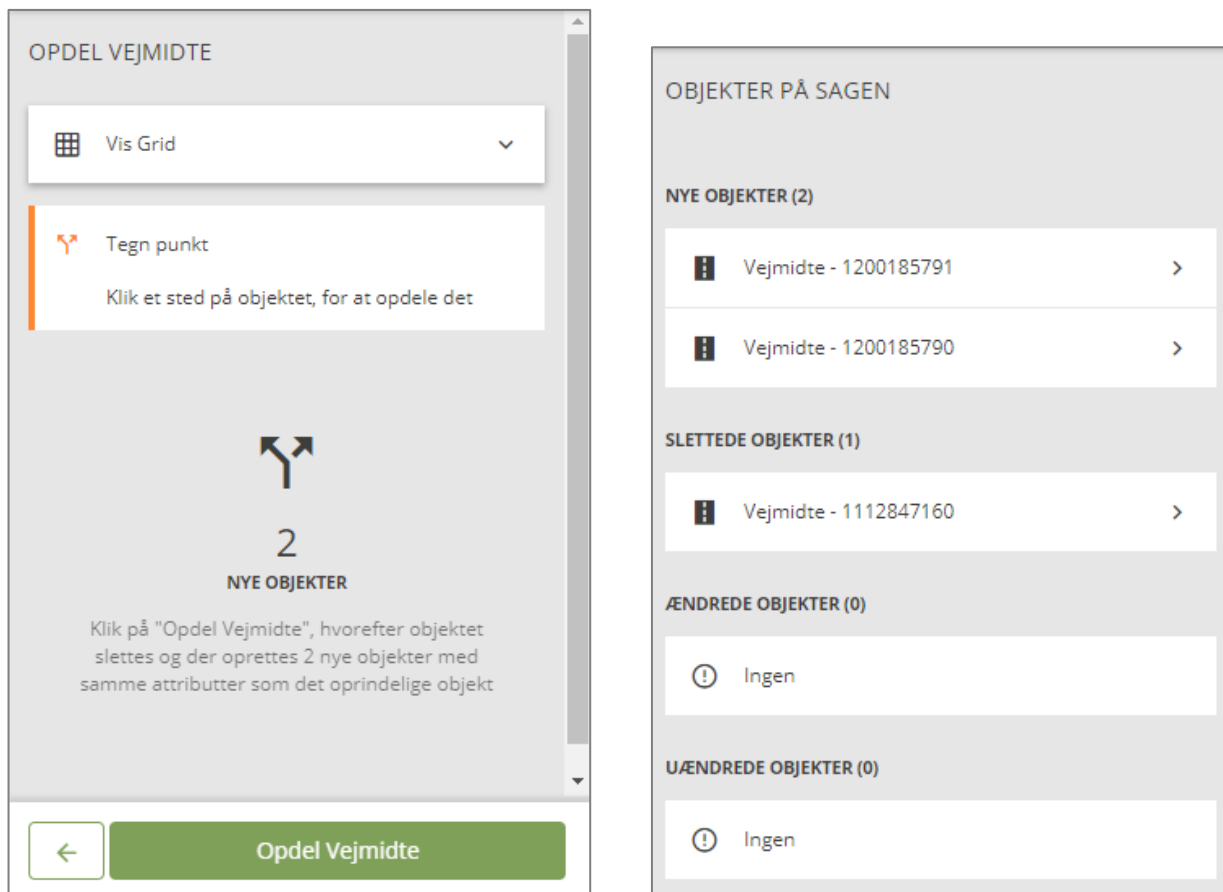 OPDEL VEJMIDTE
Vis Grid
Tegn punkt
Klik et sted på objektet, for at opdele det
2
NYE OBJEKTER
Klik på "Opdel Vejmidte", hvorefter objektet
slettes og der oprettes 2 nye objekter med
samme attributter som det oprindelige objekt
Opdel Vejmidte
OBJEKTER PÅ SAGEN
NYE OBJEKTER (2)
Vejmidte - 1200185791
Vejmidte - 1200185790
SLETTEDE OBJEKTER (1)
Vejmidte - 1112847160
ÆNDREDE OBJEKTER (0)
Ingen
UÆNDREDE OBJEKTER (0)
Ingen